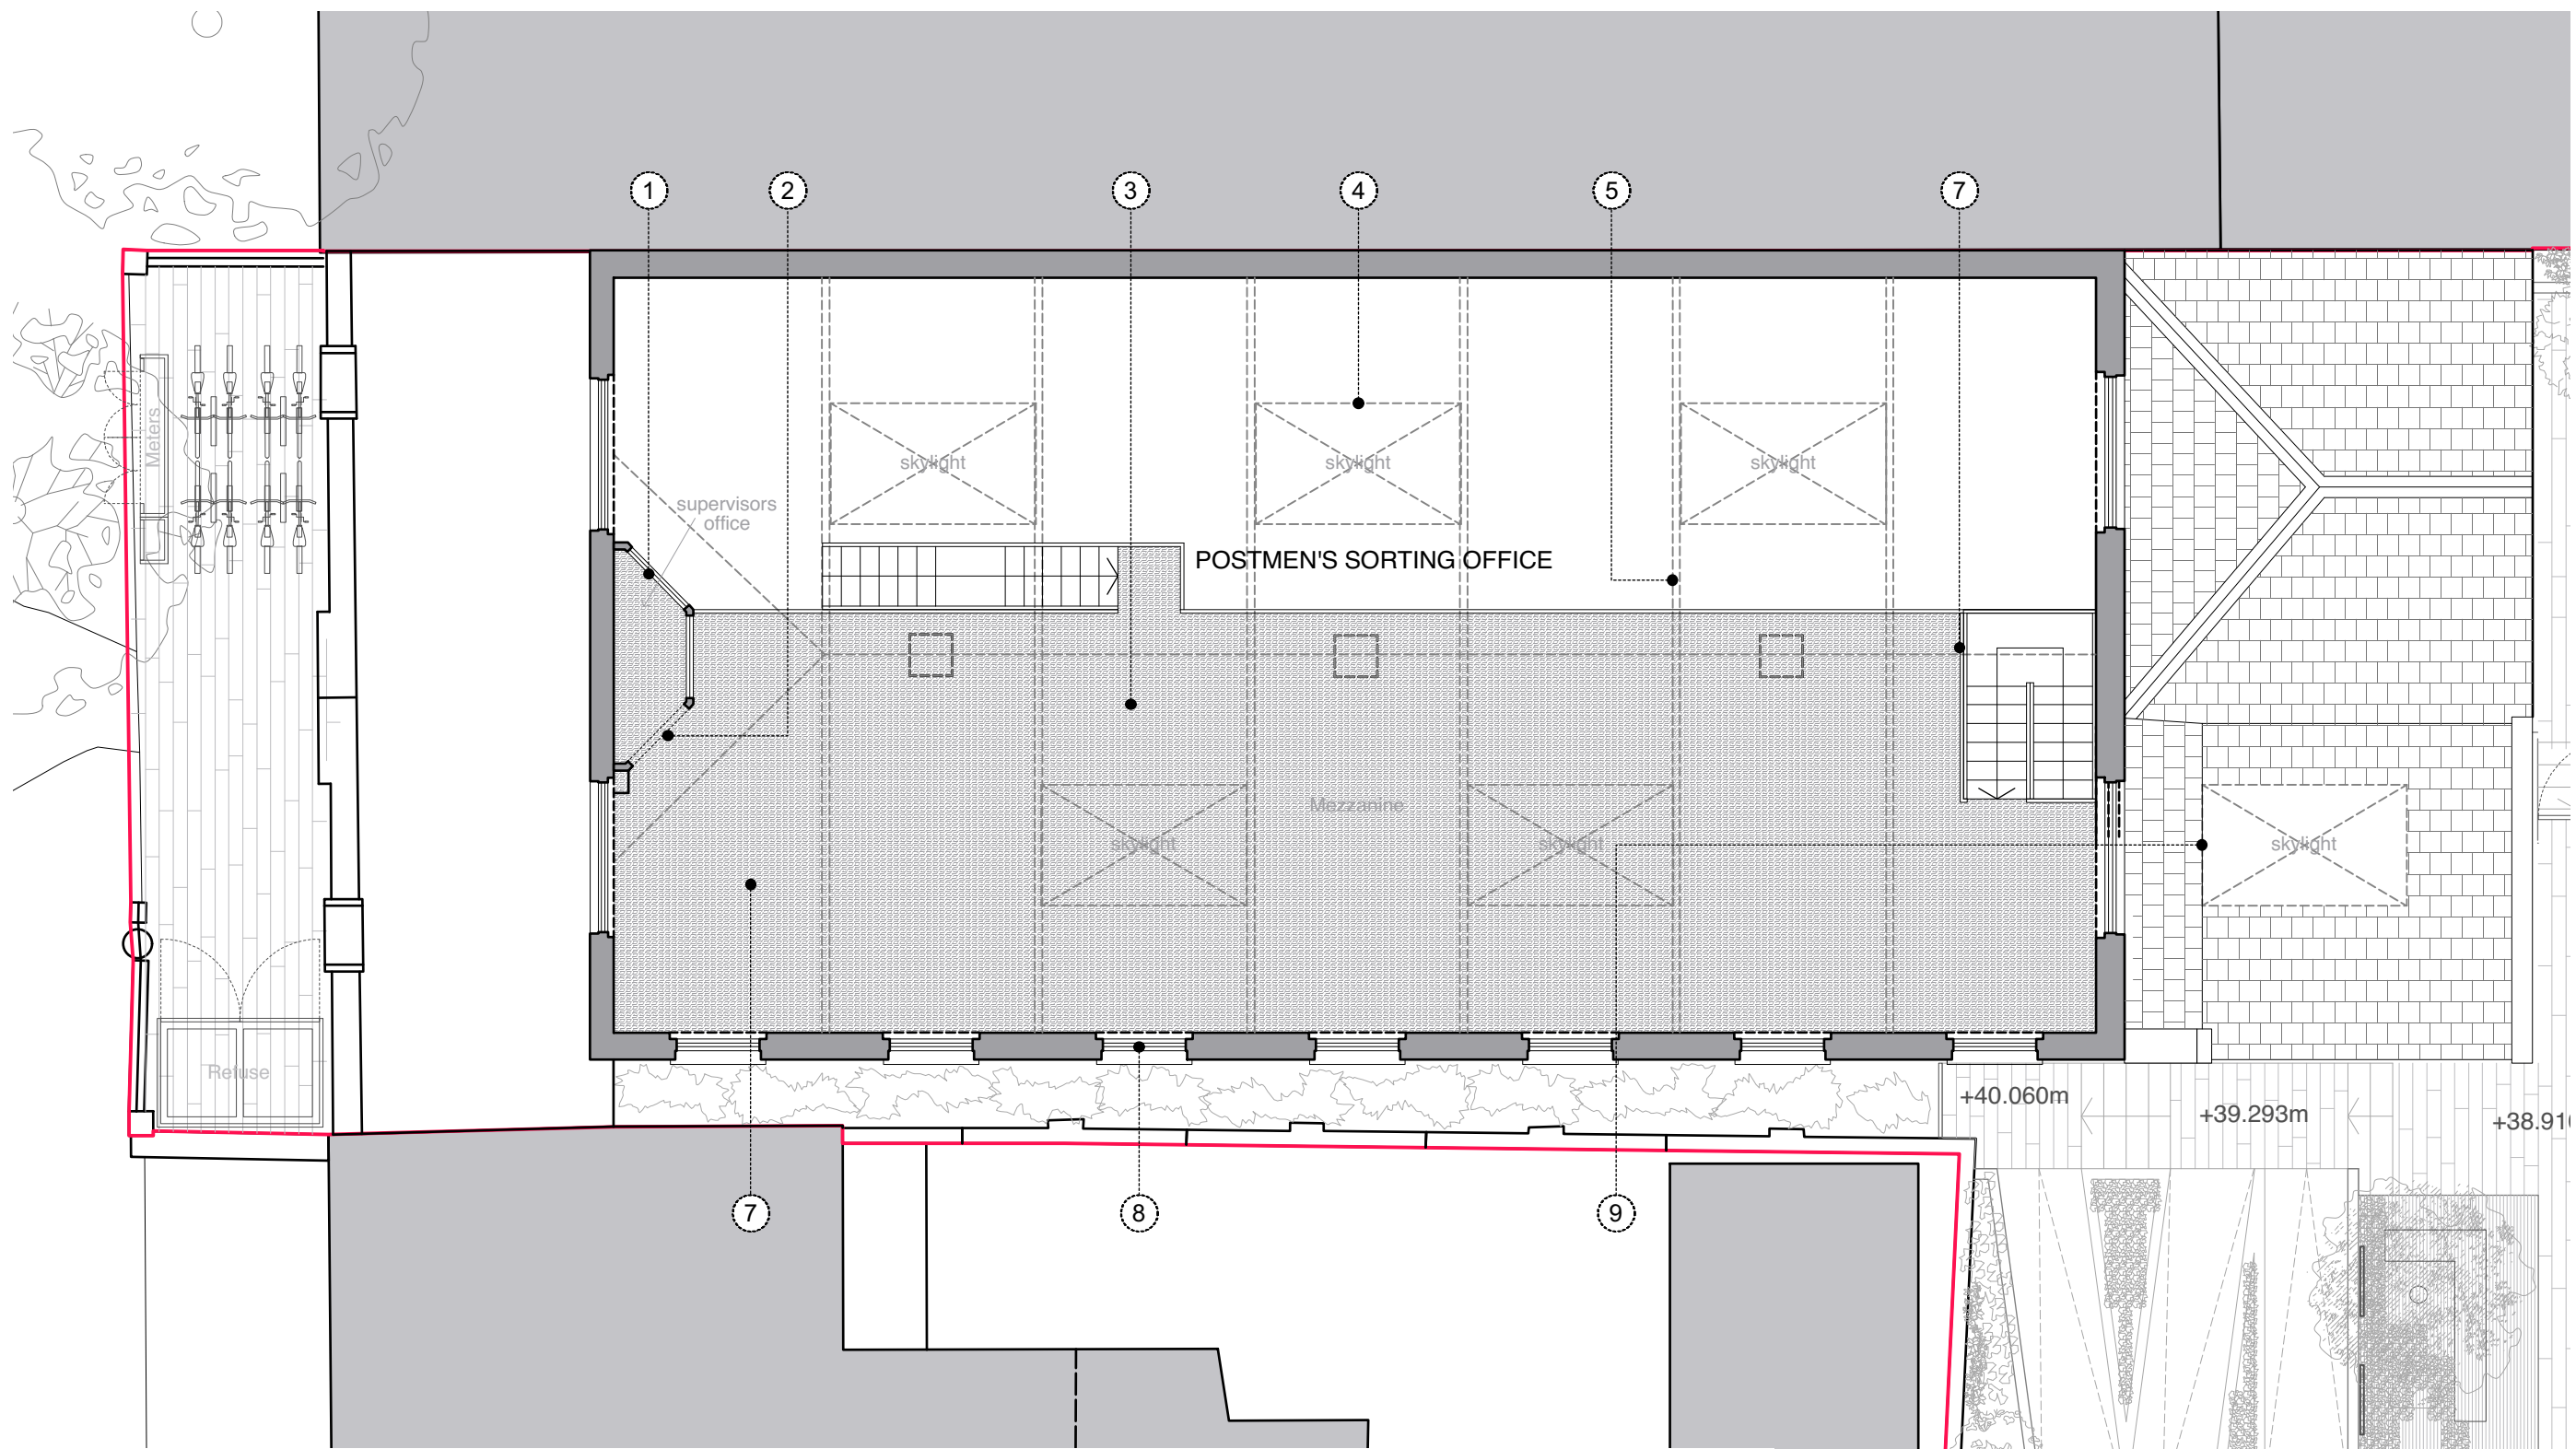 1
2
3
4
5
7
Meters
skylight
skylight
skylight
supervisors
office
POSTMEN'S SORTING OFFICE
Mezzanine
skylight
skylight
skylight
Refuse
+40.060m
+39.293m
7
8
9